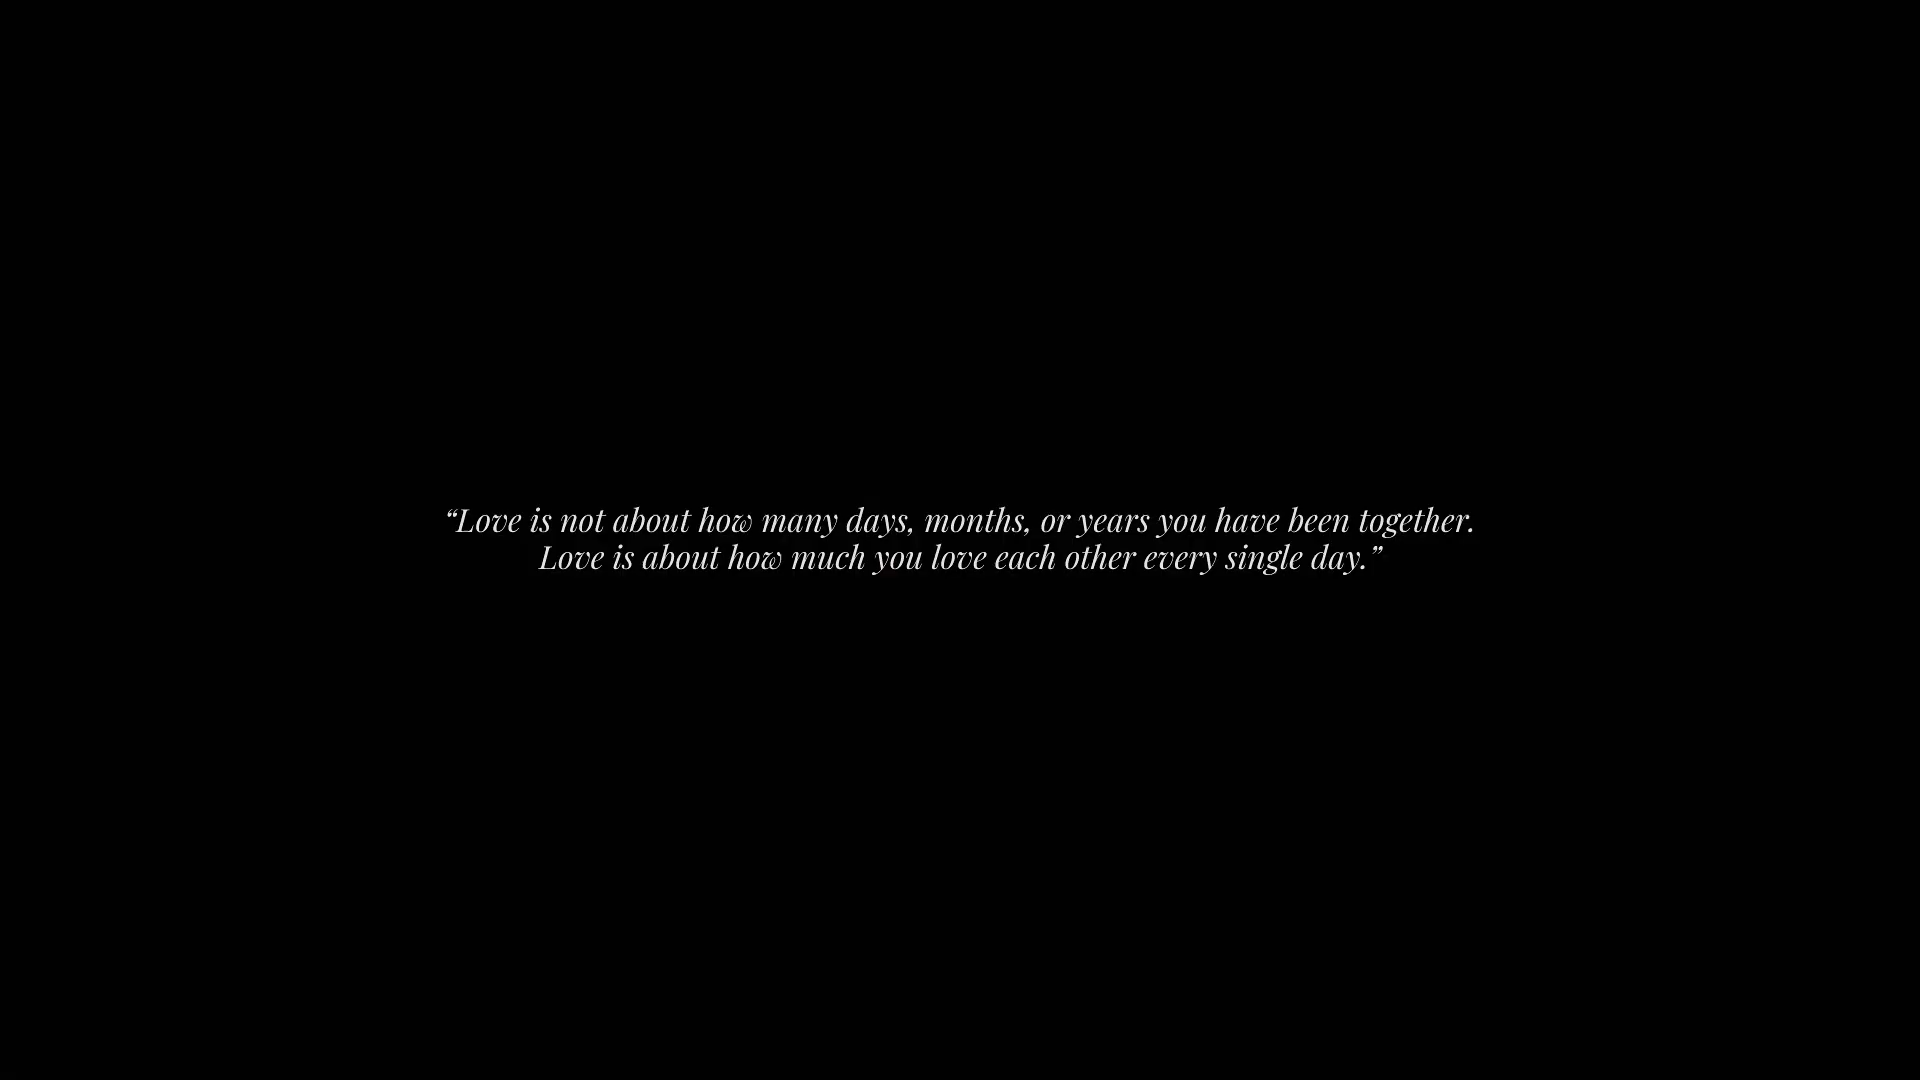 “Love is not about how many days, months, or years you have been together.
Love is about how much you love each other every single day.”